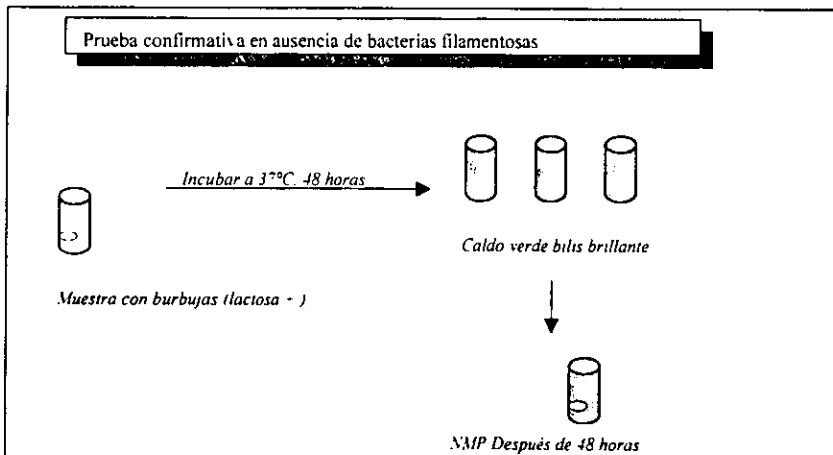 Prueba confirmativa en ausencia de bacterias filamentosas
Incubar a 37°C. 48 horas
Caldo verde bilis brillante
Muestra con burbujas (lactosa + )
NMP Después de 48 horas